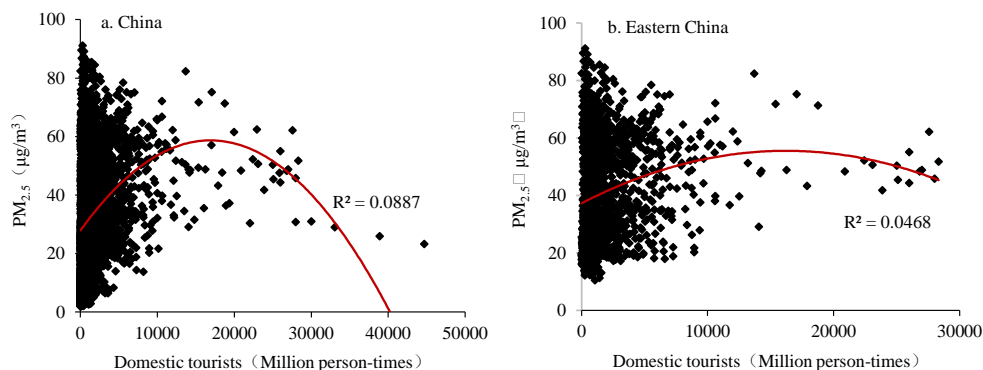 a. China
PM2.5（μg/m³）
100
80
60
40
20
0
R² = 0.0887
0 10000 20000 30000 40000 50000
Domestic tourists（Million person-times）
b. Eastern China
PM2.5□ μg/m³□
100
80
60
40
20
0
R² = 0.0468
0 10000 20000 30000
Domestic tourists（Million person-times）